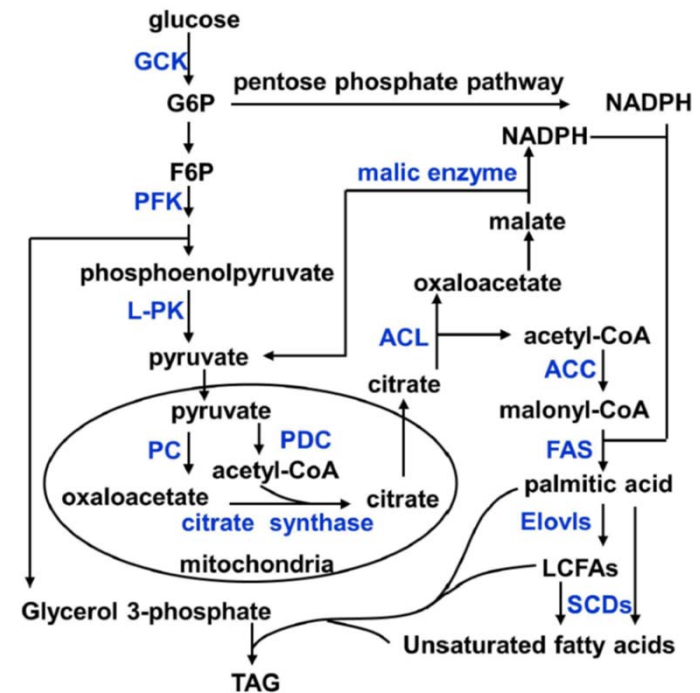 glucose
GCK
pentose phosphate pathway
G6P
NADPH
NADPH
F6P
malic enzyme
PFK
malate
phosphoenolpyruvate
oxaloacetate
L-PK
ACL
acetyl-CoA
pyruvate
ACC
citrate
pyruvate
malonyl-CoA
PC
PDC
FAS
acetyl-CoA
oxaloacetate
citrate
palmitic acid
citrate synthase
Elovls
mitochondria
LCFAs
Glycerol 3-phosphate
SCDs
Unsaturated fatty acids
TAG